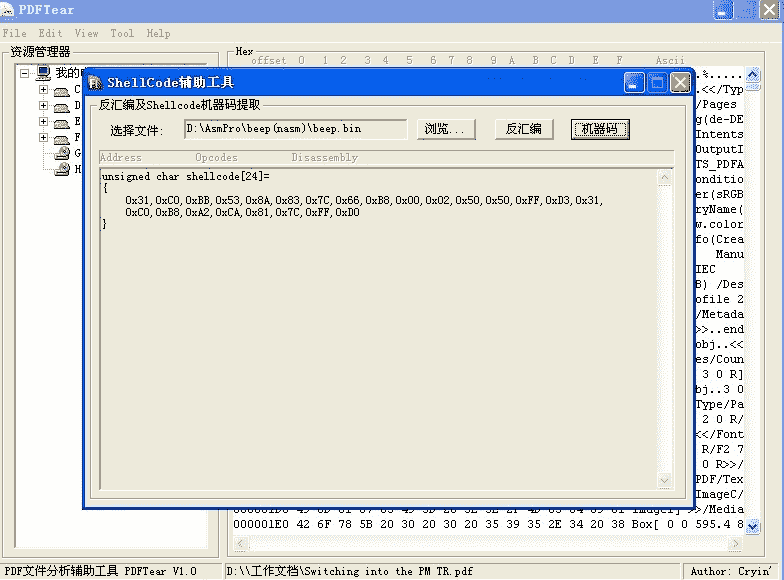 PDFTear
File Edit View Tool Help
资源管理器
Hex
offset 0 1 2 3 4 5 6 7 8 9 A B C D E F Ascii
我的
C
D
E
F
G
H
ShellCode辅助工具
反汇编及Shellcode机器码提取
选择文件:
D:\AsmPro\beep(nasm)\beep.bin
浏览...
反汇编
机器码
Address Opcodes Disassembly
unsigned char shellcode[24]=
{
0x31,0xC0,0xBB,0x53,0x8A,0x83,0x7C,0x66,0xB8,0x00,0x02,0x50,0x50,0xFF,0xD3,0x31,
0xC0,0xB8,0xA2,0xCA,0x81,0x7C,0xFF,0xD0
}
.%.....
.<</Typ
/Pages
g(de-DE
Intents
OutputI
TS_PDFA
onditio
er(sRGB
ryName(
w.color
fo(Crea
Manu
IEC
B) /Des
ofile 2
/Metada
>>..end
obj..<<
es/Coun
3 0 R]
bj..3 0
Type/Pa
2 0 R/
<</Font
R/F2 7
0 R>>/
PDF/Tex
ImageC/
>>/Media
000001E0 42 6F 78 5B 20 30 20 30 20 35 39 35 2E 34 20 38 Box[ 0 0 595.4 8
PDF文件分析辅助工具 PDFTear V1.0
D:\\工作文档\Switching into the PM TR.pdf
Author: Cryin'